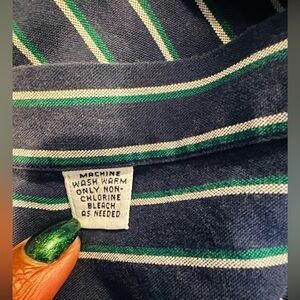 MACHINE
WASH WARM
ONLY NON-
CHLORINE
BLEACH
AS NEEDED